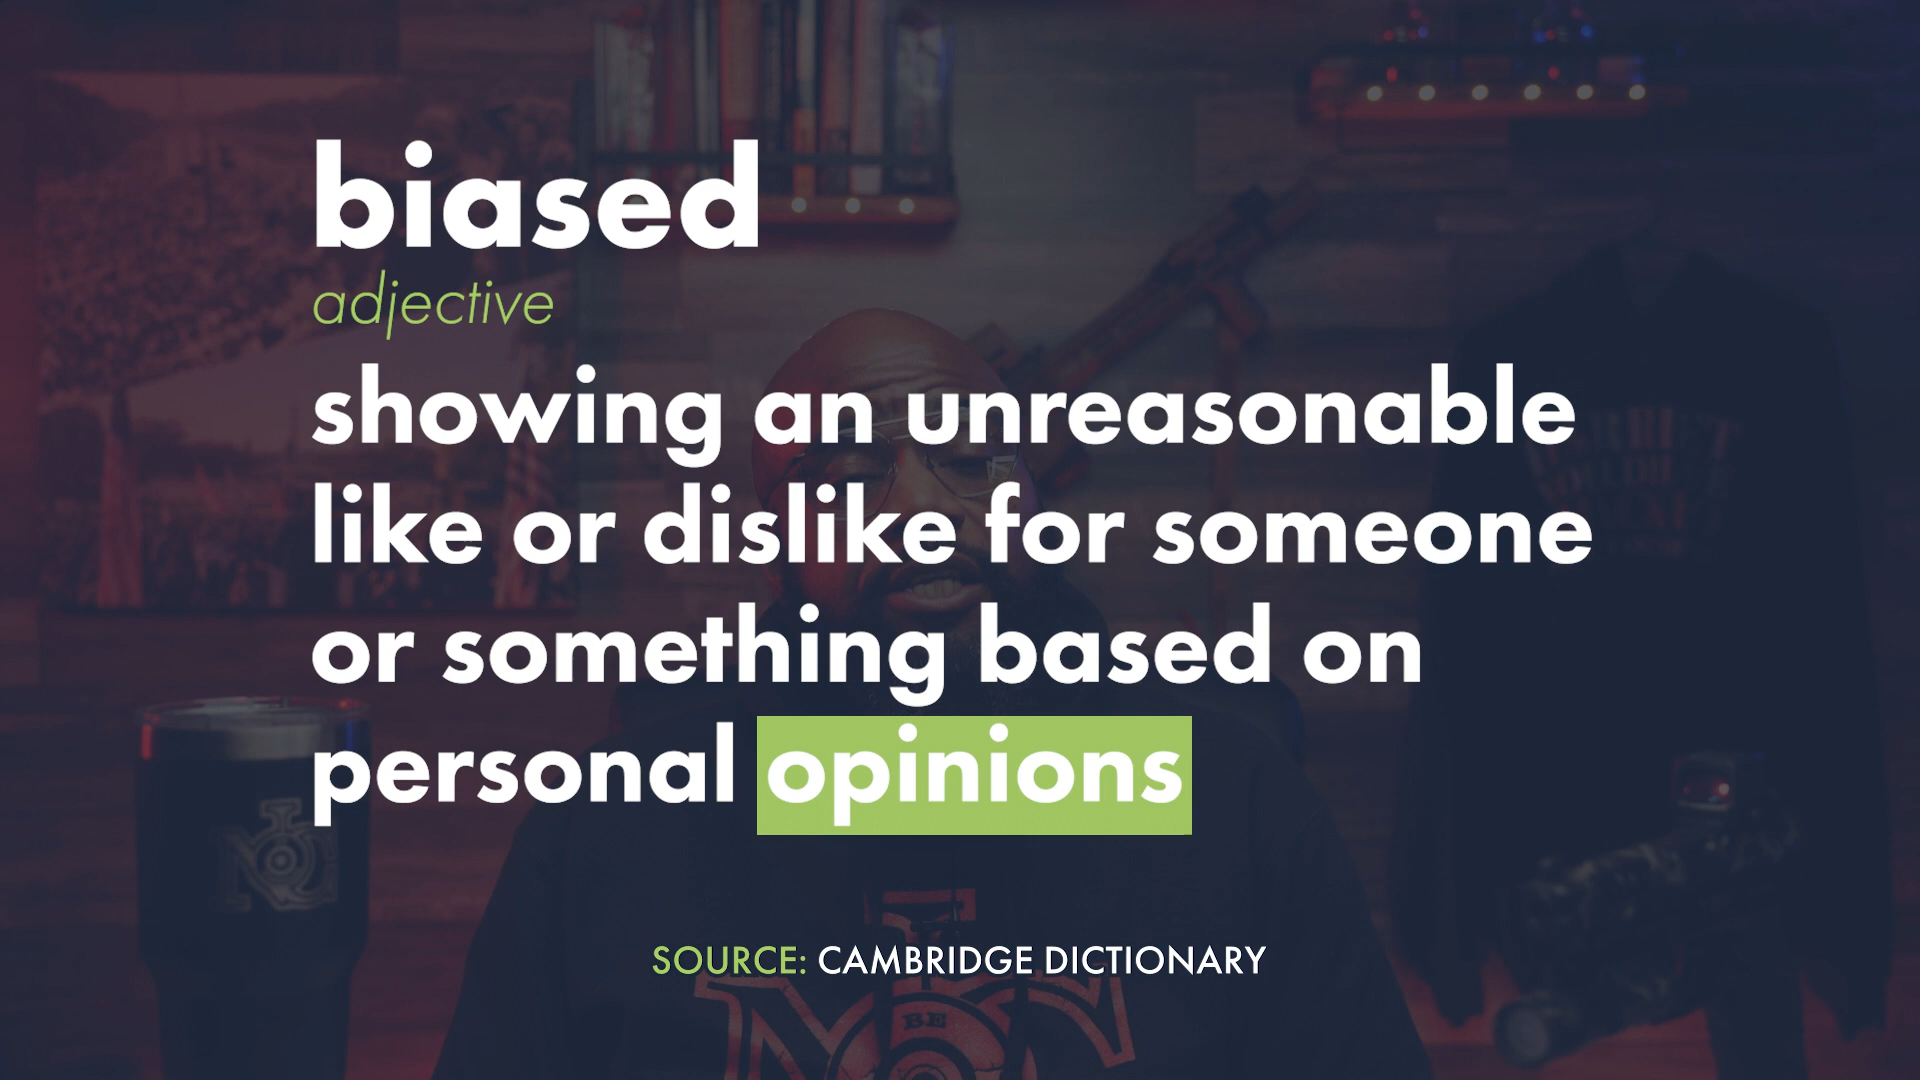 biased
adjective
showing an unreasonable
like or dislike for someone
or something based on
personal opinions
SOURCE: CAMBRIDGE DICTIONARY
BE